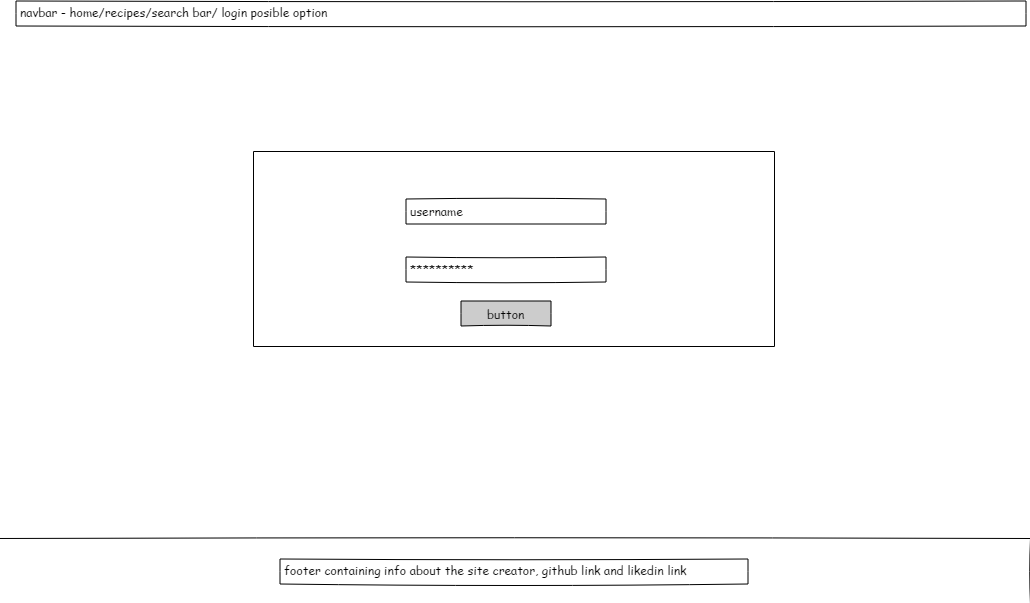 navbar - home/recipes/search bar/ login posible option
username
**********
button
footer containing info about the site creator, github link and likedin link